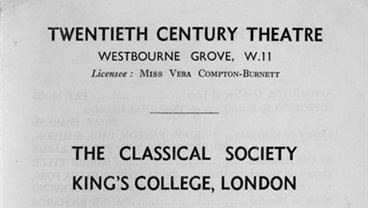 TWENTIETH CENTURY THEATRE
WESTBOURNE GROVE, W.11
Licensee : MISS VERA COMPTON-BURNETT
THE CLASSICAL SOCIETY
KING'S COLLEGE, LONDON